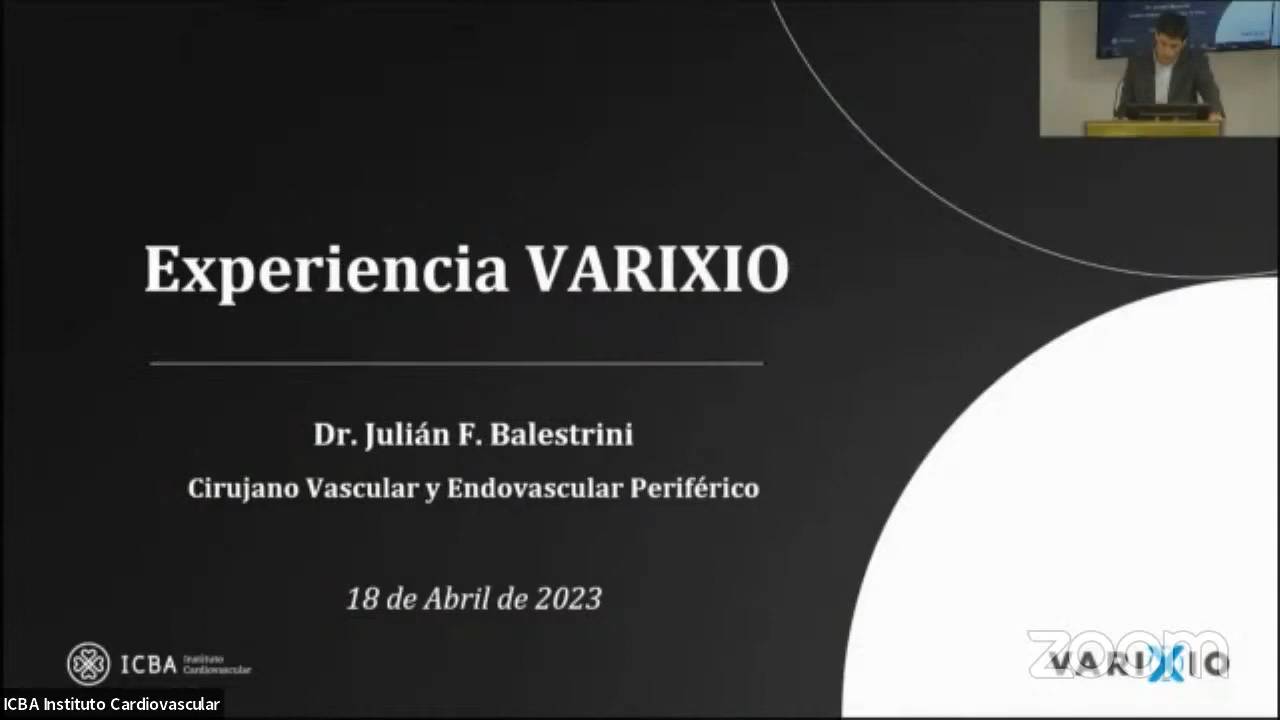 Experiencia VARIXIO
Dr. Julián F. Balestrini
Cirujano Vascular y Endovascular Periférico
18 de Abril de 2023
ICBA Instituto
Cardiovascular
zoom
VARIXIO
ICBA Instituto Cardiovascular